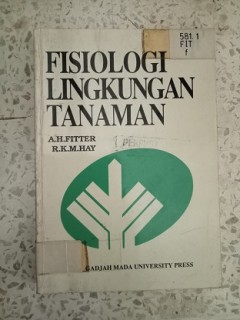 581.1
FIT
f
FISIOLOGI
LINGKUNGAN
TANAMAN
A.H.FITTER
R.K.M.HAY
GADJAH MADA UNIVERSITY PRESS